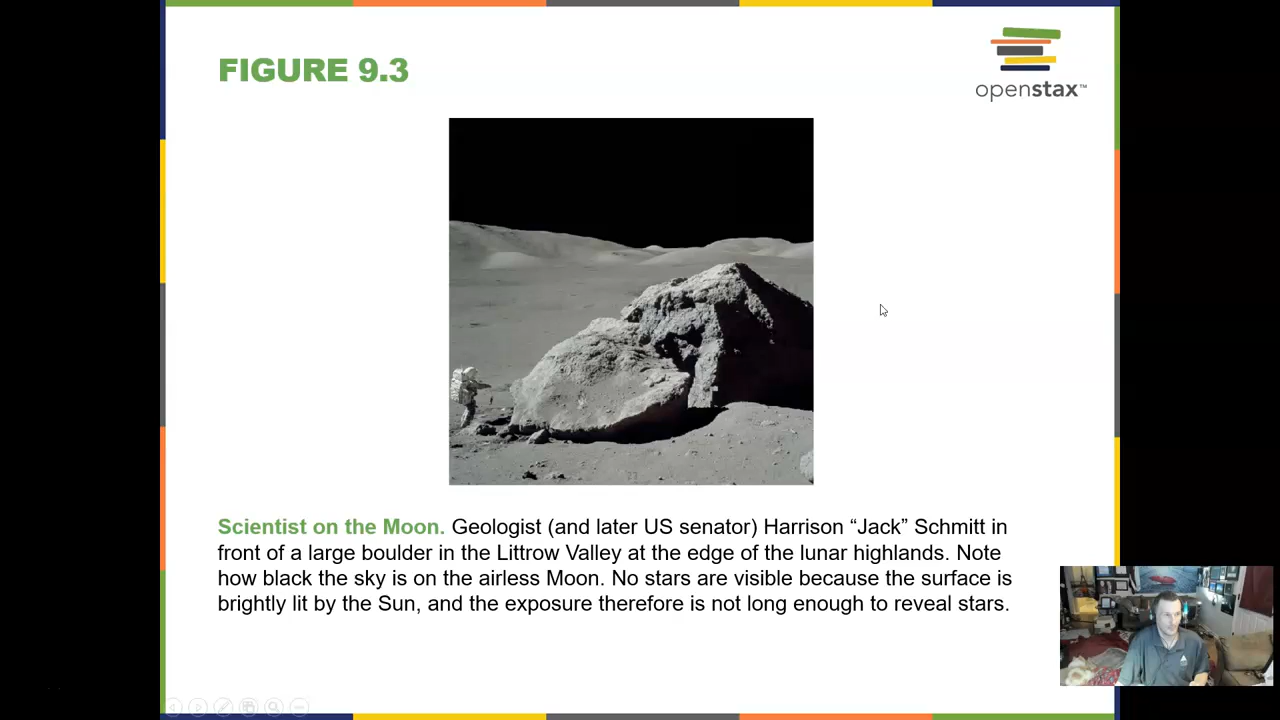 FIGURE 9.3
openstax™
Scientist on the Moon. Geologist (and later US senator) Harrison “Jack” Schmitt in
front of a large boulder in the Littrow Valley at the edge of the lunar highlands. Note
how black the sky is on the airless Moon. No stars are visible because the surface is
brightly lit by the Sun, and the exposure therefore is not long enough to reveal stars.